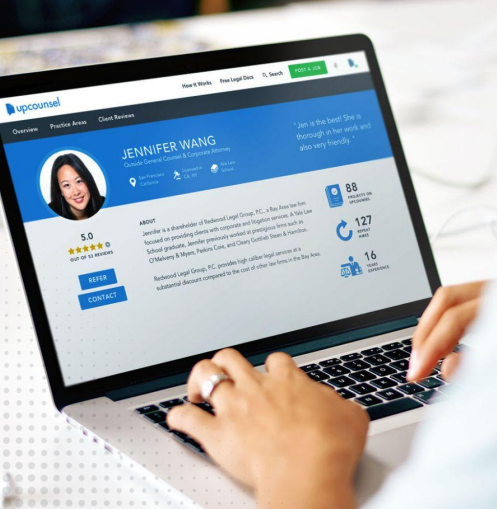 upcounsel
How It Works Free Legal Docs Search POST A JOB
Overview Practice Areas Client Reviews
JENNIFER WANG
Outside General Counsel & Corporate Attorney
San Francisco
California
CA, NY
Yale Law
School
"Jen is the best! She is
thorough in her work and
also very friendly."
5.0
OUT OF 53 REVIEWS
REFER
CONTACT
ABOUT
Jennifer is a shareholder of Redwood Legal Group, P.C., a Bay Area law firm
focused on providing clients with corporate and litigation services. A Yale Law
School graduate, Jennifer previously worked at prestigious firms such as
O'Melveny & Myers, Perkins Coie, and Cleary Gottlieb Steen & Hamilton.
Redwood Legal Group, P.C. provides high caliber legal services at a
substantial discount compared to the cost of other law firms in the Bay Area.
88
PROJECTS ON
UPCOUNSEL
127
REPEAT
HIRES
16
YEARS
EXPERIENCE